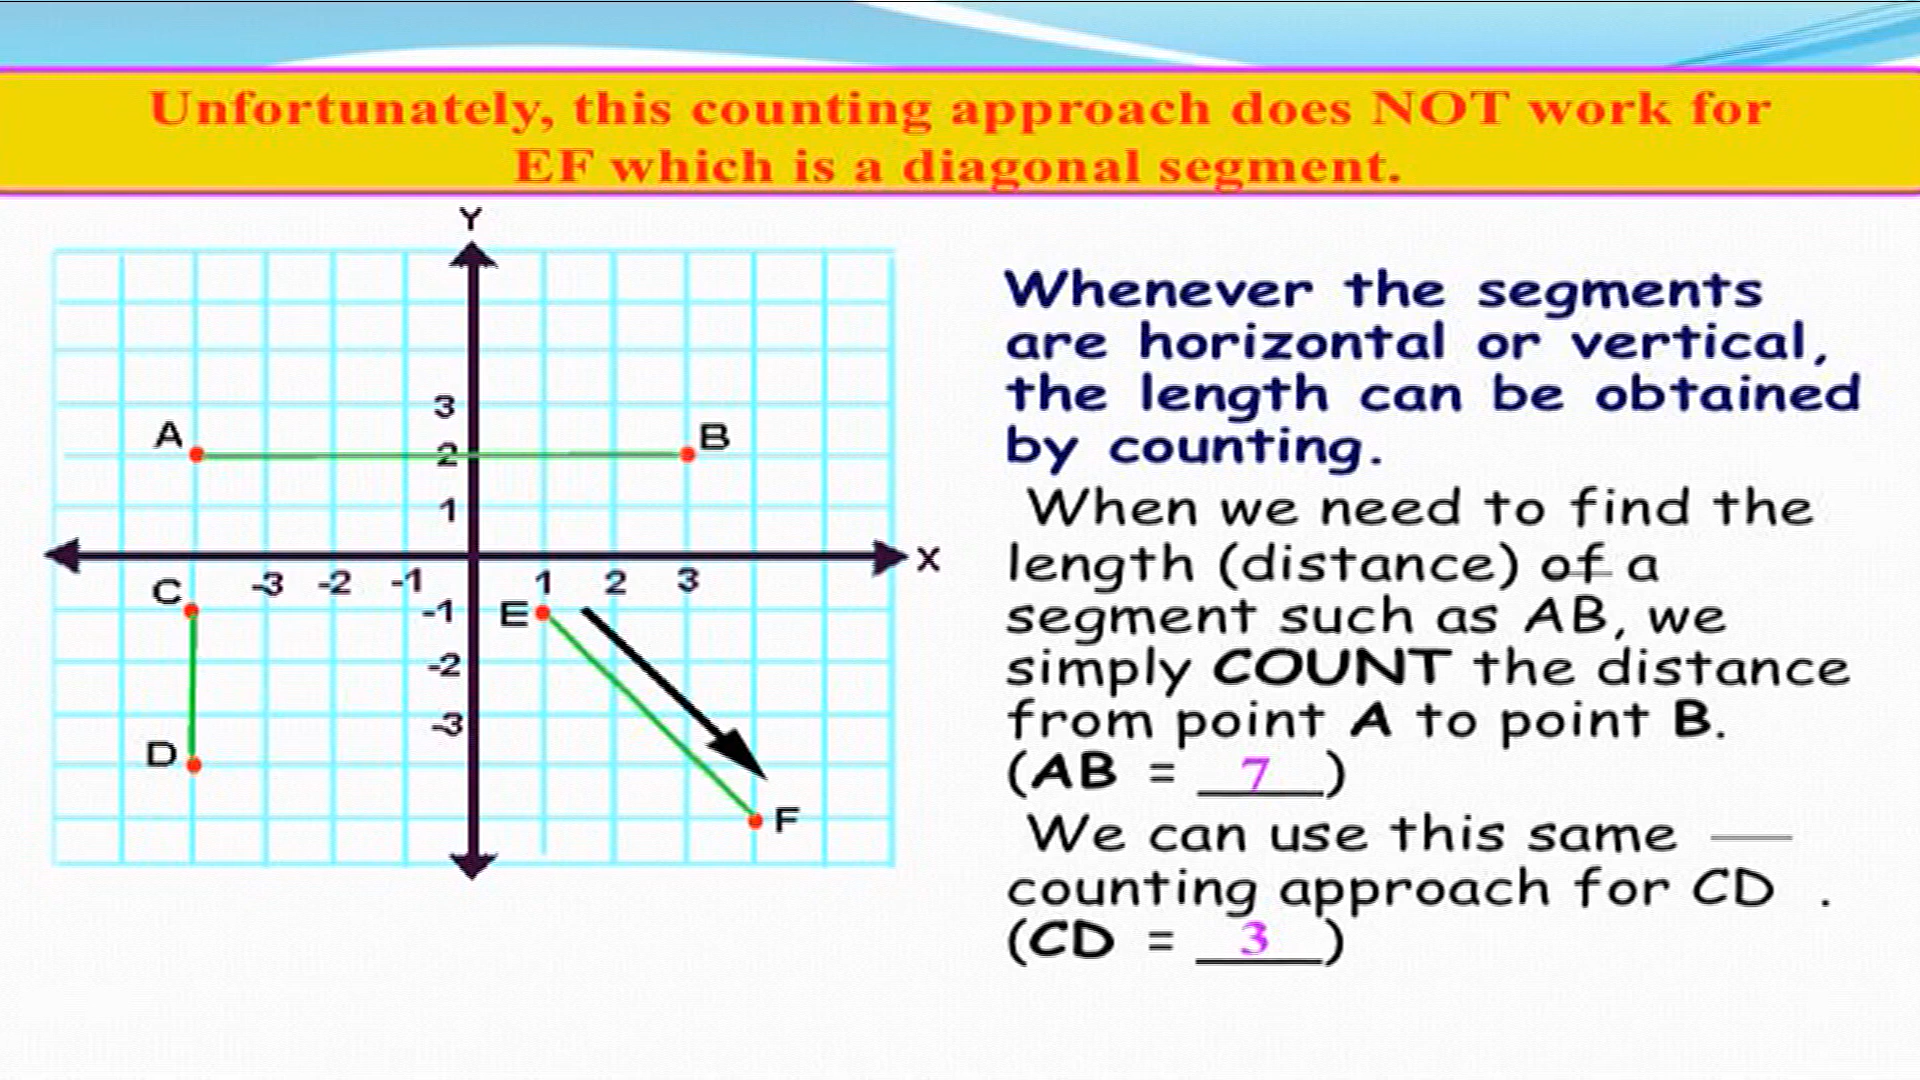 Unfortunately, this counting approach does NOT work for
EF which is a diagonal segment.
Y
3
A
B
2
1
X
C
-3 -2 -1 1 2 3
-1
E
-2
-3
D
F
Whenever the segments
are horizontal or vertical,
the length can be obtained
by counting.
When we need to find the
length (distance) of a
segment such as AB, we
simply COUNT the distance
from point A to point B.
(AB = 7)
We can use this same
counting approach for CD .
(CD = 3)